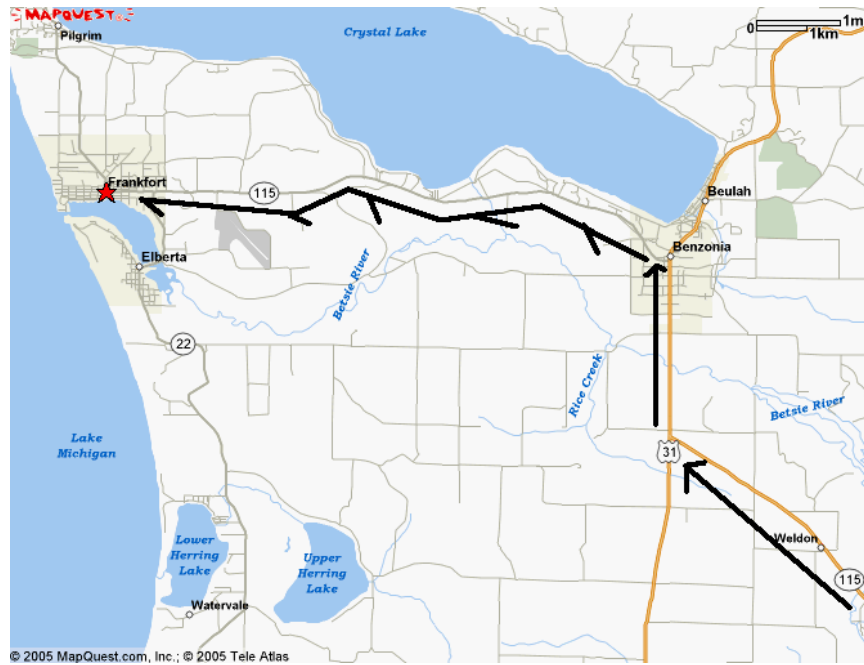 MAPQUEST
Pilgrim
Crystal Lake
0 1m
1km
Frankfort
115
Beulah
Benzonia
Elberta
Betsie River
22
Rice Creek
Betsie River
Lake
Michigan
31
Lower
Herring
Lake
Upper
Herring
Lake
Weldon
115
Watervale
© 2005 MapQuest.com, Inc.; © 2005 Tele Atlas